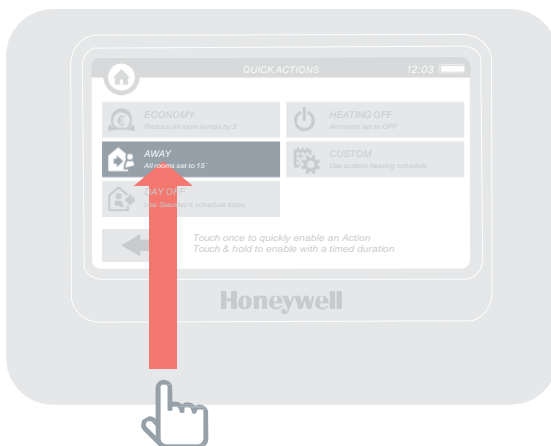 QUICK ACTIONS 12:03
ECONOMY
Reduce all room temps by 3°
HEATING OFF
All rooms set to OFF
AWAY
All rooms set to 15°
CUSTOM
Use custom heating schedule
DAY OFF
Use Saturday's schedule today
Touch once to quickly enable an Action
Touch & hold to enable with a timed duration
Honeywell